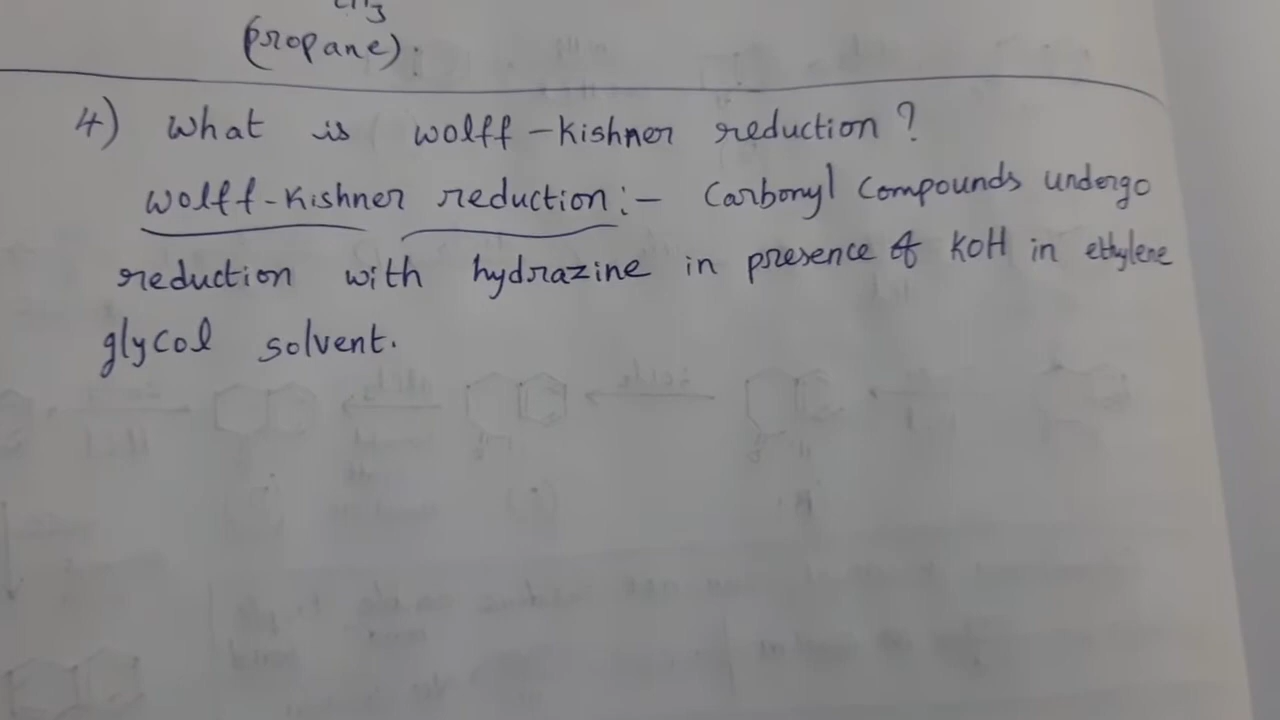 CH3
(propane).
4) What is wolff-Kishner reduction?
wolff-Kishner reduction:- Carbonyl Compounds undergo
reduction with hydrazine in presence of KOH in ethylene
glycol solvent.